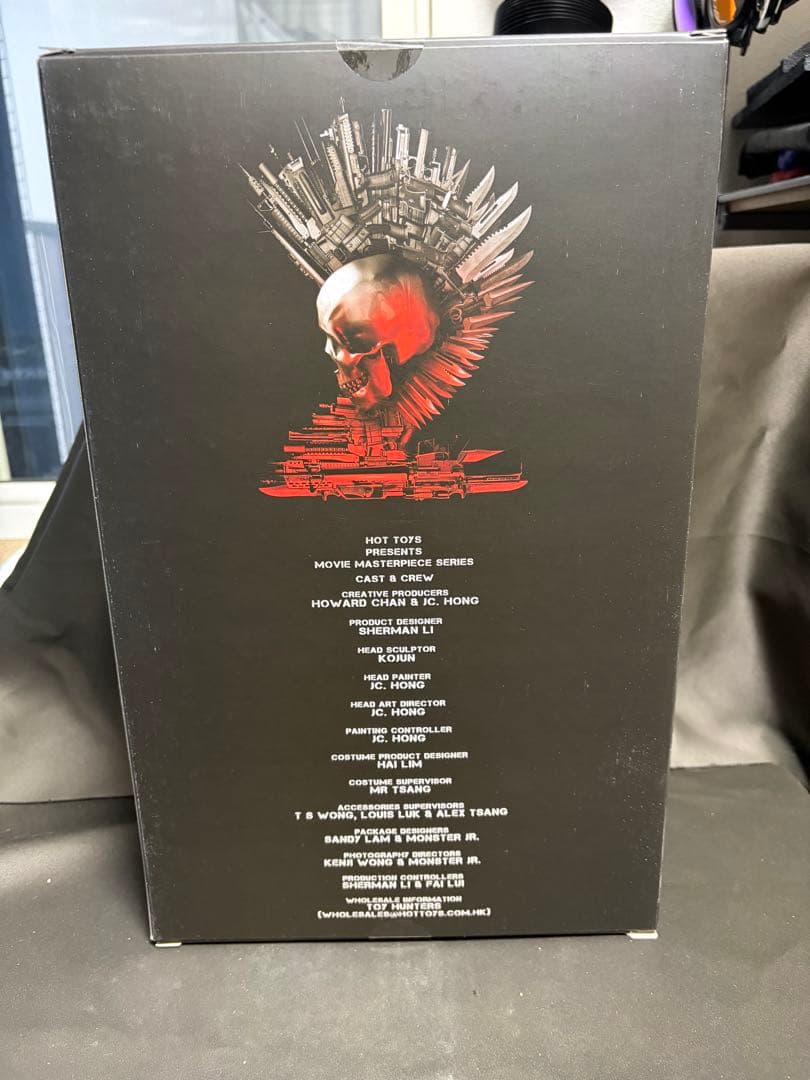 HOT TOYS
PRESENTS
MOVIE MASTERPIECE SERIES
CAST & CREW
CREATIVE PRODUCERS
HOWARD CHAN & JC. HONG
PRODUCT DESIGNER
SHERMAN LI
HEAD SCULPTOR
KOJUN
HEAD PAINTER
JC. HONG
HEAD ART DIRECTOR
JC. HONG
PAINTING CONTROLLER
JC. HONG
COSTUME PRODUCT DESIGNER
HAI LIM
COSTUME SUPERVISOR
MR TSANG
ACCESSORIES SUPERVISORS
T S WONG, LOUIS LUK & ALEX TSANG
PACKAGE DESIGNERS
SANDY LAM & MONSTER JR.
PHOTOGRAPHY DIRECTORS
KENJI WONG & MONSTER JR.
PRODUCTION CONTROLLERS
SHERMAN LI & FAI LUI
WHOLESALE INFORMATION
TOY HUNTERS
(WHOLESALES@HOTTOYS.COM.HK)